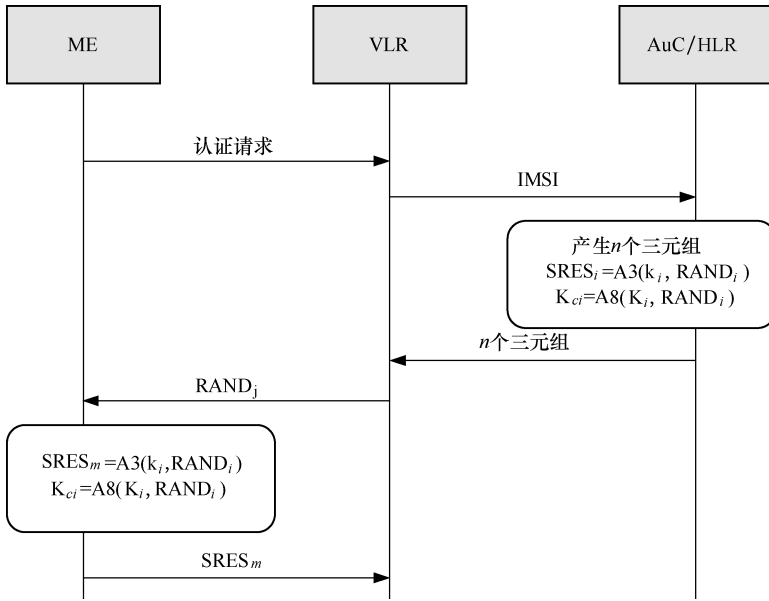 ME
VLR
AuC/HLR
认证请求
IMSI
产生n个三元组
SRESi=A3(ki, RANDi)
Kci=A8(Ki, RANDi)
n个三元组
RANDj
SRESm=A3(ki,RANDi)
Kci=A8(Ki, RANDi)
SRESm